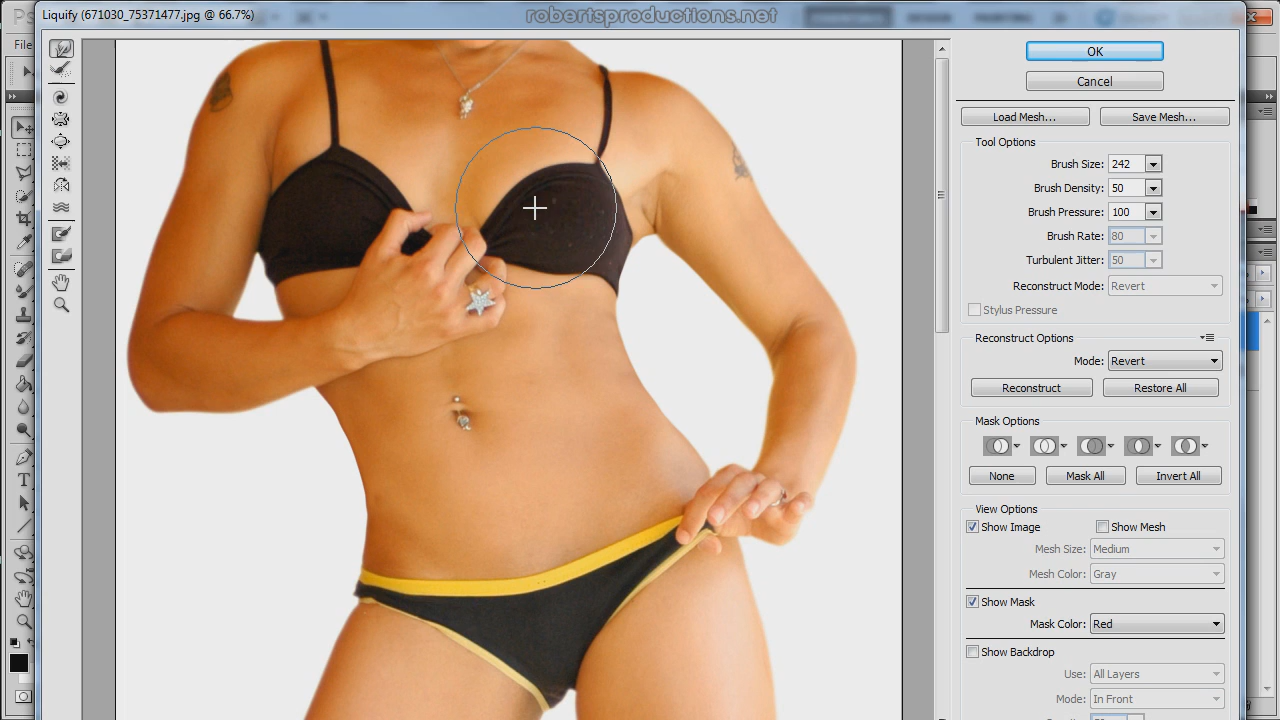 Liquify (671030_75371477.jpg @ 66.7%)
robertsproductions.net
Ps
File
OK
Cancel
Load Mesh...
Save Mesh...
Tool Options
Brush Size: 242
Brush Density: 50
Brush Pressure: 100
Brush Rate: 80
Turbulent Jitter: 50
Reconstruct Mode: Revert
Stylus Pressure
Reconstruct Options
Mode: Revert
Reconstruct
Restore All
Mask Options
None
Mask All
Invert All
View Options
Show Image
Show Mesh
Mesh Size: Medium
Mesh Color: Gray
Show Mask
Mask Color: Red
Show Backdrop
Use: All Layers
Mode: In Front